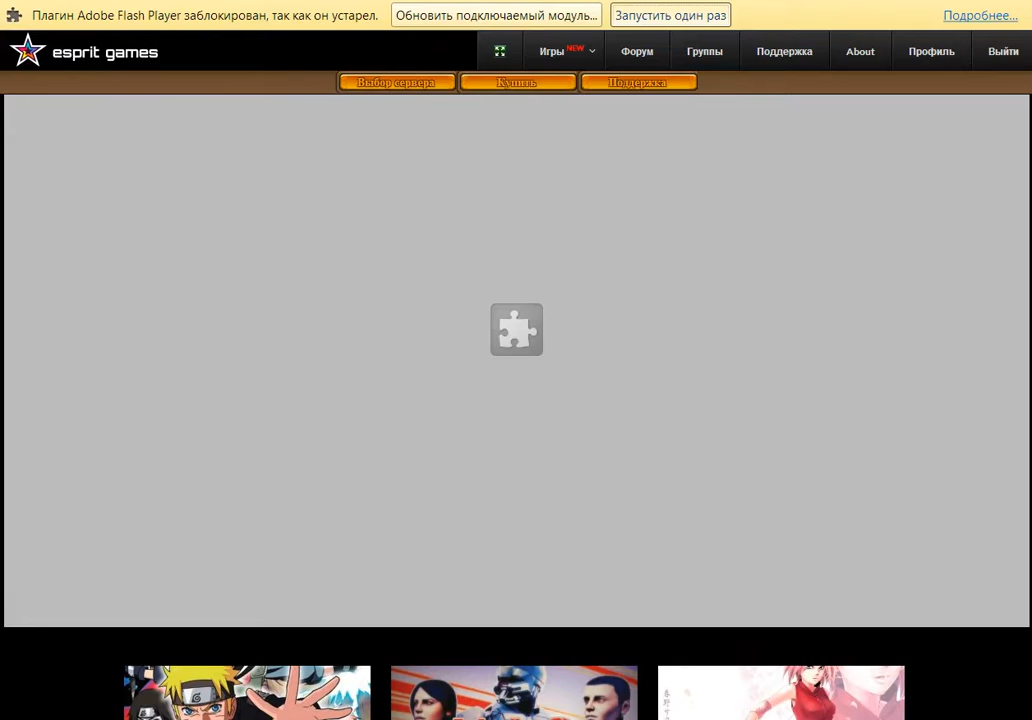 Плагин Adobe Flash Player заблокирован, так как он устарел. Обновить подключаемый модуль... Запустить один раз Подробнее...
esprit games Игры NEW Форум Группы Поддержка About Профиль Выйти
Выбор сервера Купить Поддержка